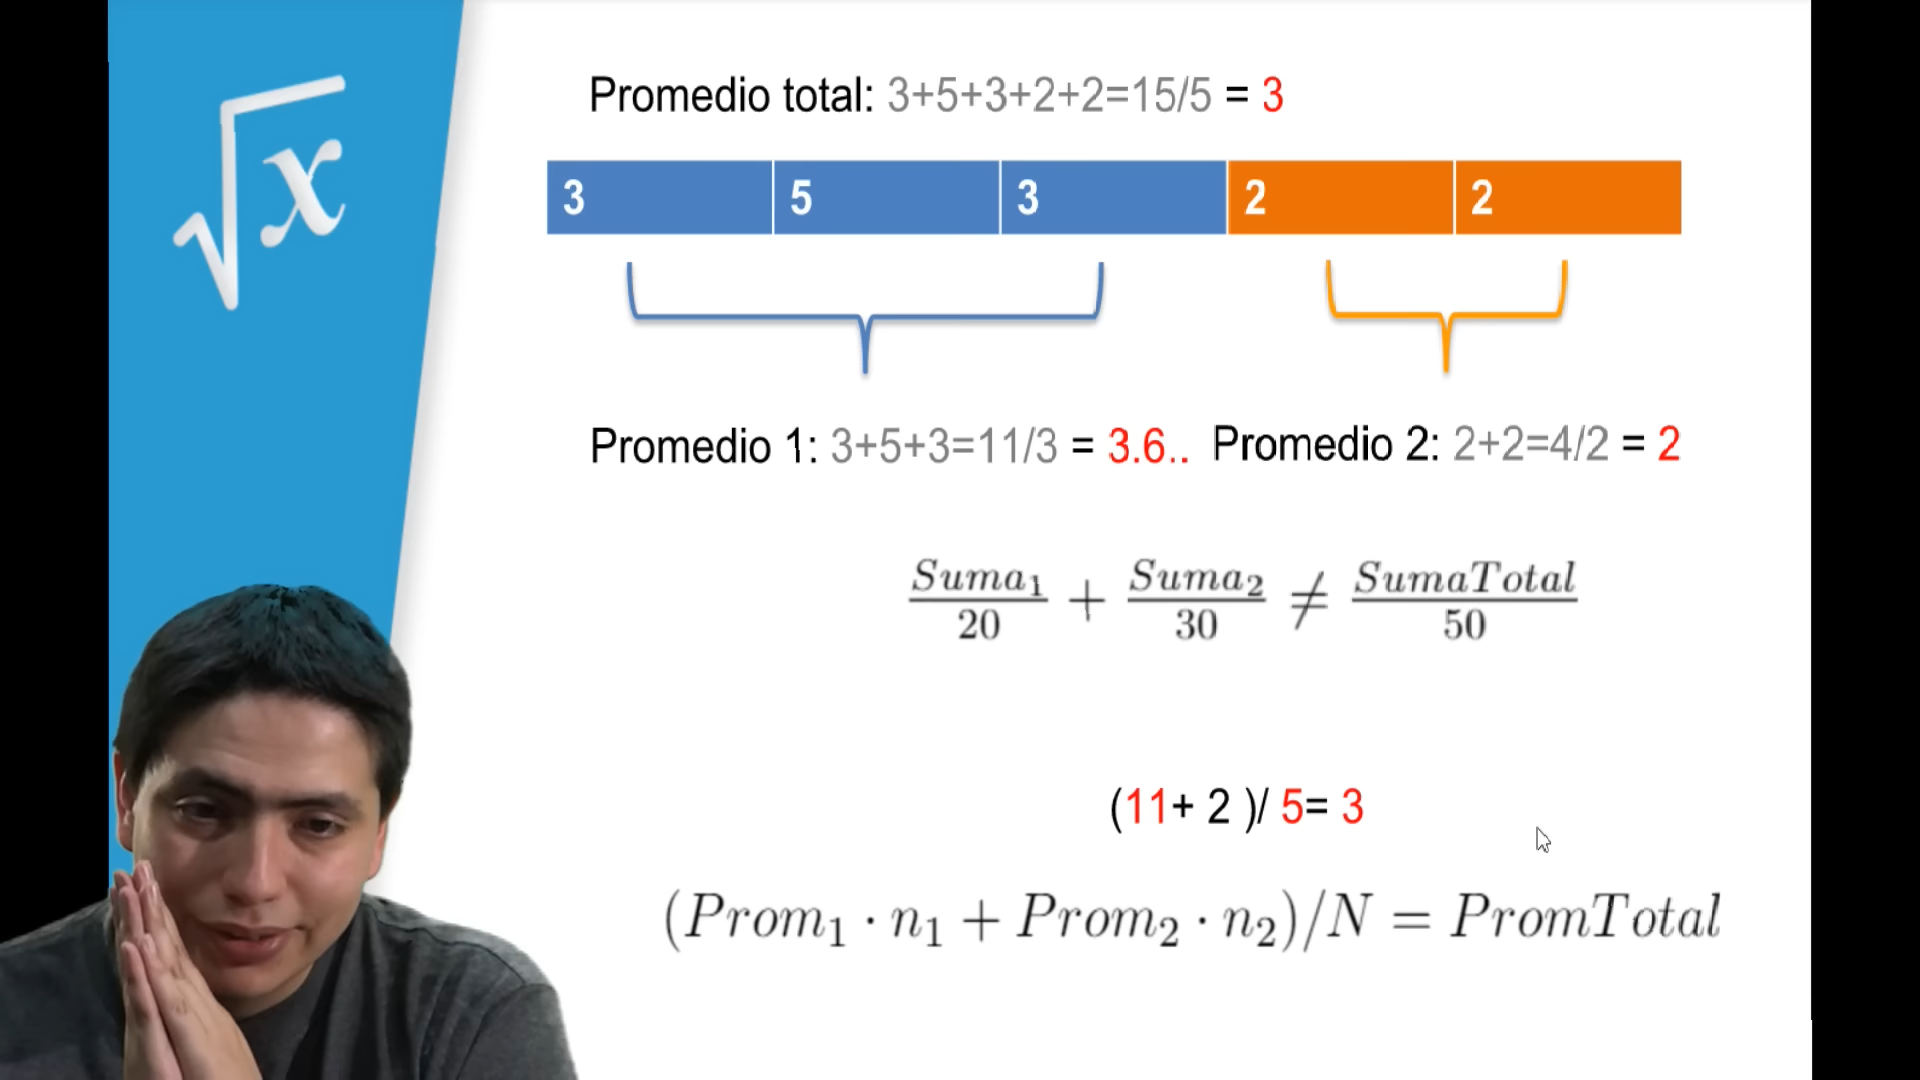 √x
Promedio total: 3+5+3+2+2=15/5 = 3
3 5 3 2 2
Promedio 1: 3+5+3=11/3 = 3.6.. Promedio 2: 2+2=4/2 = 2
Suma₁/20 + Suma₂/30 ≠ SumaTotal/50
(11+ 2 )/ 5= 3
(Prom₁ · n₁ + Prom₂ · n₂)/N = PromTotal